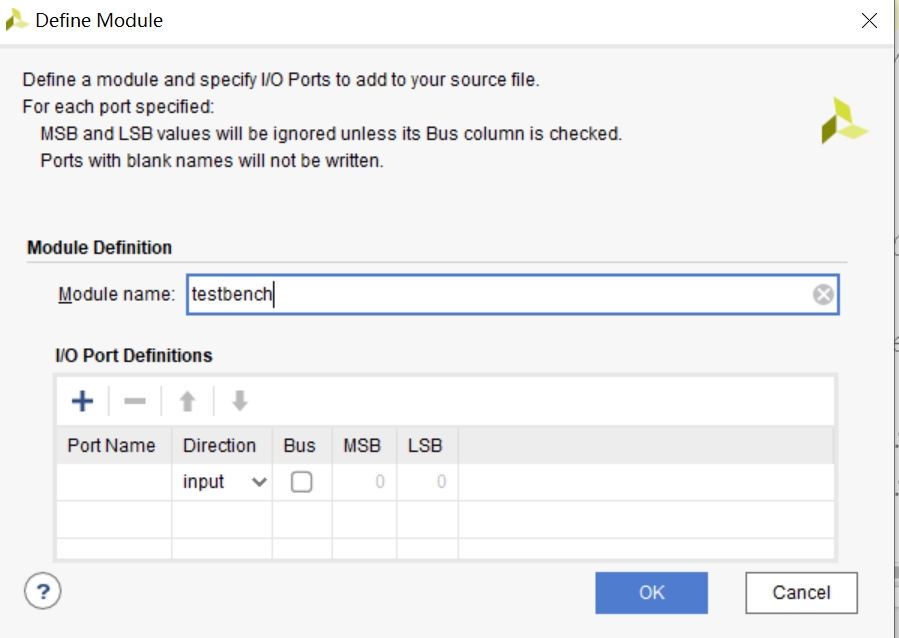 Define Module
Define a module and specify I/O Ports to add to your source file.
For each port specified:
MSB and LSB values will be ignored unless its Bus column is checked.
Ports with blank names will not be written.
Module Definition
Module name: testbench
I/O Port Definitions
Port Name Direction Bus MSB LSB
input 0 0
? OK Cancel